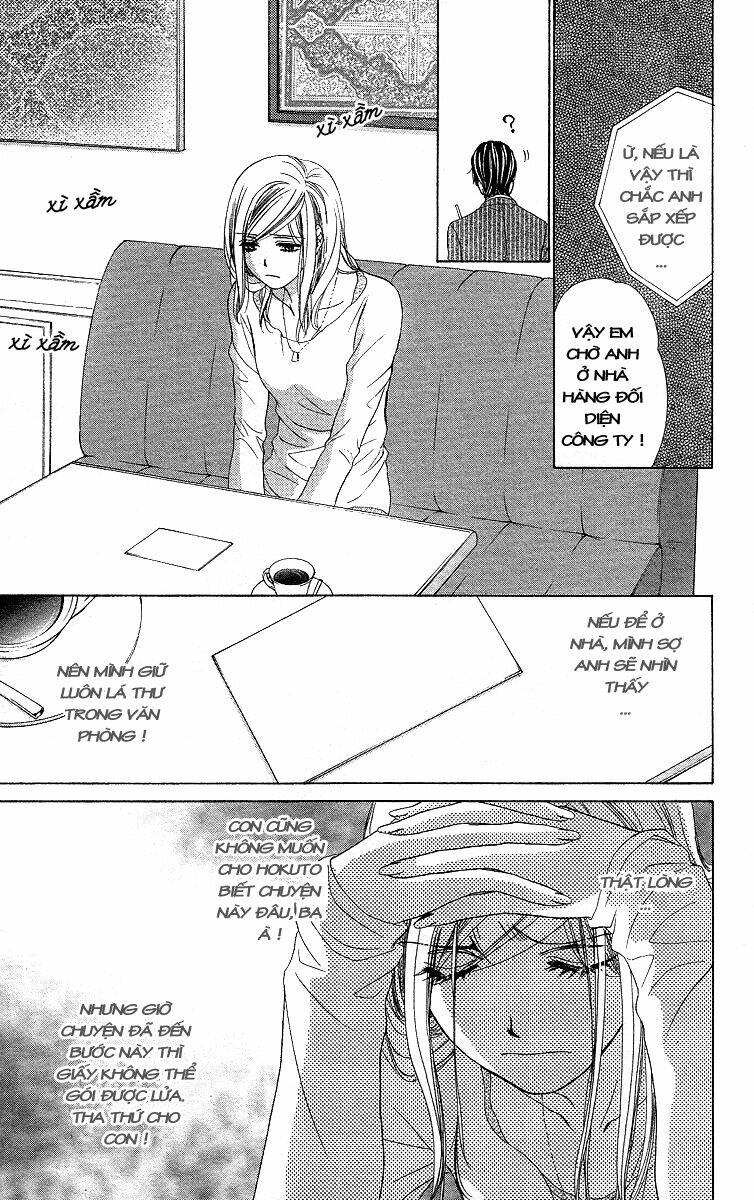 Ừ, NẾU LÀ
VẬY THÌ
CHẮC ANH
SẮP XẾP
ĐƯỢC
...
VẬY EM
CHỜ ANH
Ở NHÀ
HÀNG ĐỐI
DIỆN
CÔNG TY !
?
xì xầm
xì xầm
xì xầm
NẾU ĐỂ Ở
NHÀ, MÌNH SỢ
ANH SẼ NHÌN
THẤY
...
NÊN MÌNH GIỮ
LUÔN LÁ THƯ
TRONG VĂN
PHÒNG !
THẬT LÒNG
...
CON CŨNG
KHÔNG MUỐN
CHO HOKUTO
BIẾT CHUYỆN
NÀY ĐÂU, BA
À !
NHƯNG GIỜ
CHUYỆN ĐÃ ĐẾN
BƯỚC NÀY THÌ
GIẤY KHÔNG THỂ
GÓI ĐƯỢC LỬA.
THA THỨ CHO
CON !